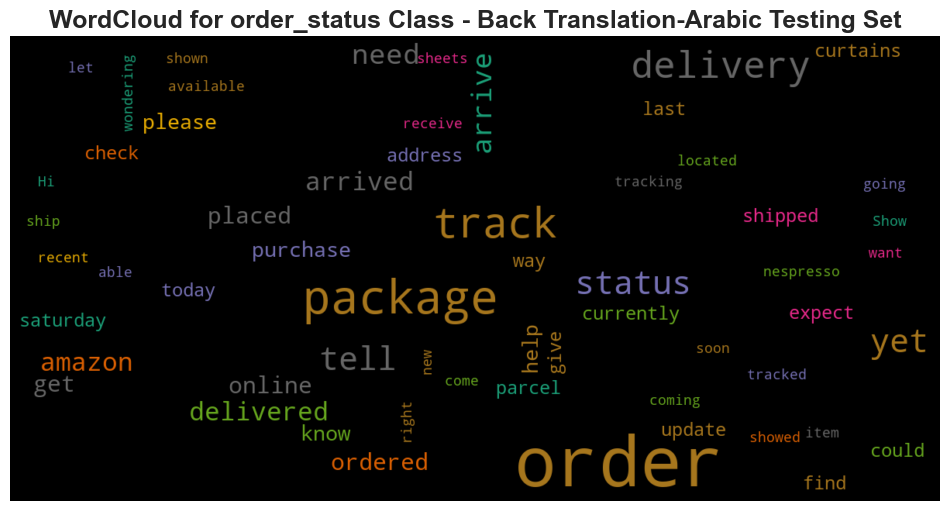 WordCloud for order_status Class - Back Translation-Arabic Testing Set
need
sheets
curtains
shown
let
wondering
available
delivery
arrive
last
please
receive
check
address
located
Hi
arrived
tracking
going
ship
placed
track
shipped
Show
purchase
recent
way
want
able
nespresso
today
package
status
saturday
currently
expect
help
give
yet
amazon
tell
new
soon
get
online
come
parcel
tracked
delivered
right
coming
know
update
showed
item
ordered
order
could
find